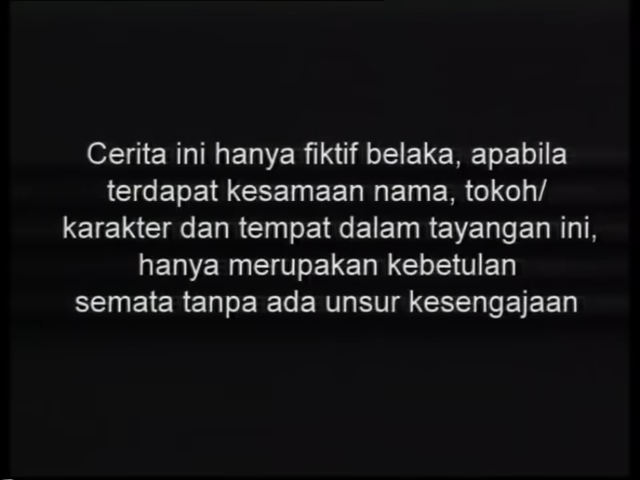 Cerita ini hanya fiktif belaka, apabila
terdapat kesamaan nama, tokoh/
karakter dan tempat dalam tayangan ini,
hanya merupakan kebetulan
semata tanpa ada unsur kesengajaan